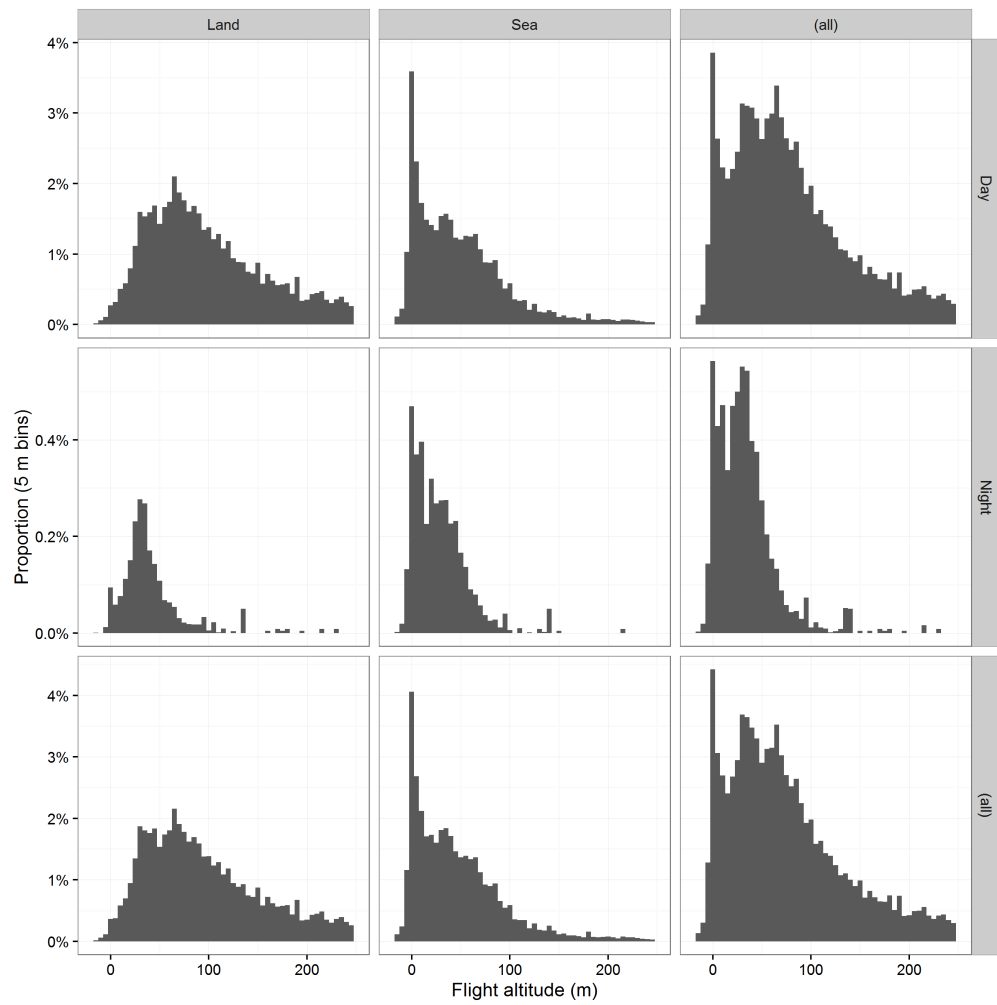 Land Sea (all)
4%
3%
2%
1%
0%
Day
0.4%
0.2%
0.0%
Night
4%
3%
2%
1%
0%
(all)
0 100 200 0 100 200 0 100 200
Flight altitude (m)
Proportion (5 m bins)